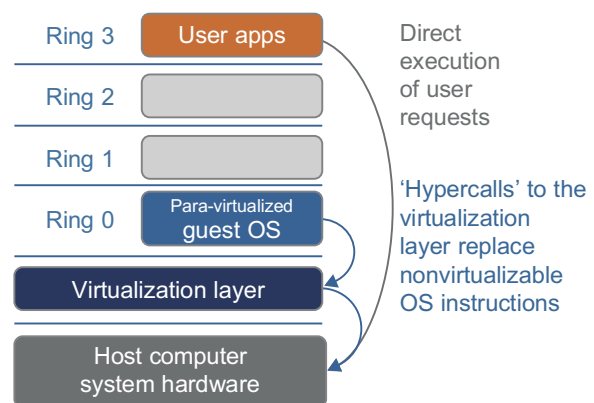 Ring 3
User apps
Direct
execution
of user
requests
Ring 2
Ring 1
Ring 0
Para-virtualized
guest OS
‘Hypercalls’ to the
virtualization
layer replace
nonvirtualizable
OS instructions
Virtualization layer
Host computer
system hardware